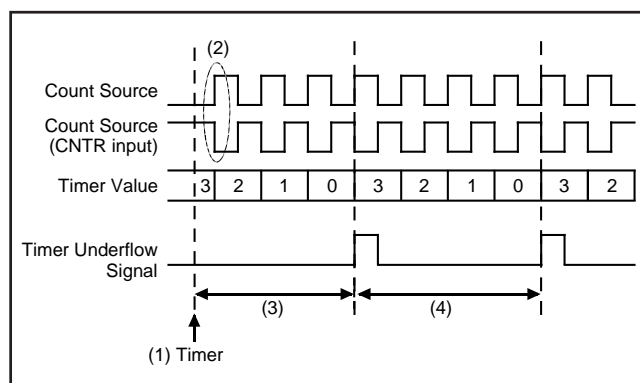 (2)
Count Source
Count Source
(CNTR input)
Timer Value 3 2 1 0 3 2 1 0 3 2
Timer Underflow
Signal
(3) (4)
(1) Timer